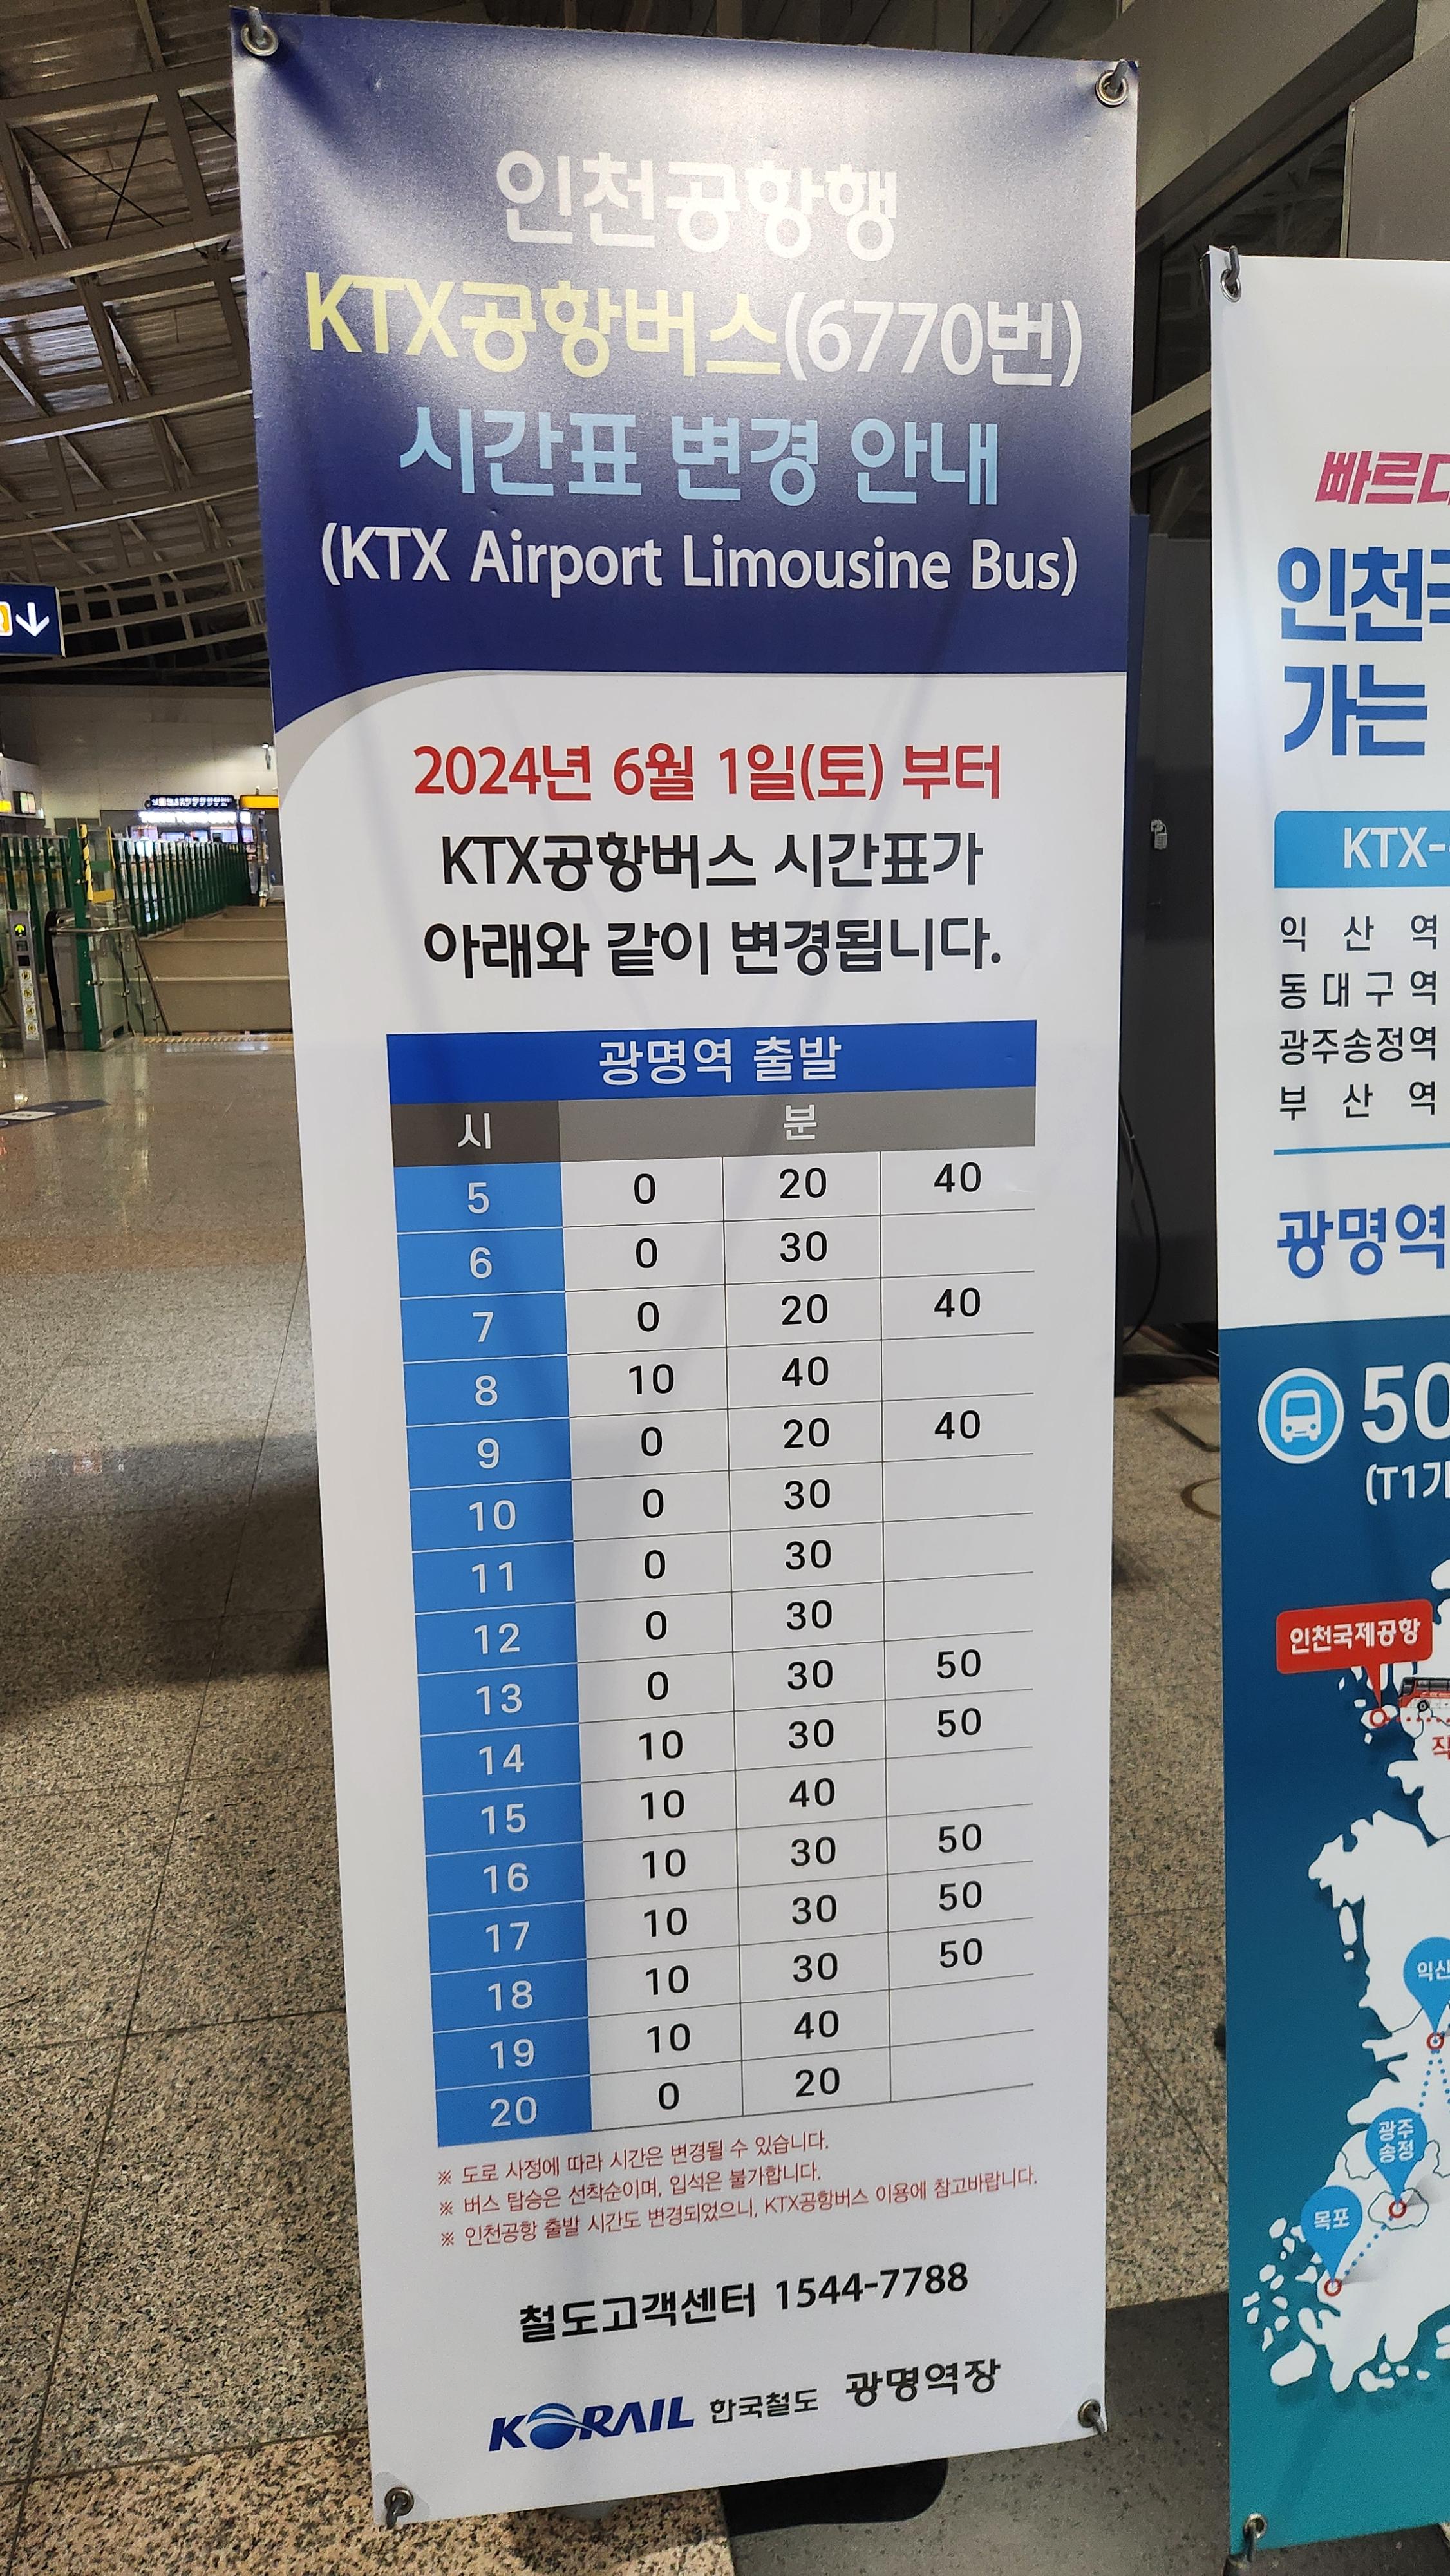 인천공항행
KTX공항버스(6770번)
시간표 변경 안내
(KTX Airport Limousine Bus)
2024년 6월 1일(토) 부터
KTX공항버스 시간표가
아래와 같이 변경됩니다.
광명역 출발
시 분
5 0 20 40
6 0 30
7 0 20 40
8 10 40
9 0 20 40
10 0 30
11 0 30
12 0 30
13 0 30 50
14 10 30 50
15 10 40
16 10 30 50
17 10 30 50
18 10 30 50
19 10 40
20 0 20
※ 도로 사정에 따라 시간은 변경될 수 있습니다.
※ 버스 탑승은 선착순이며, 입석은 불가합니다.
※ 인천공항 출발 시간도 변경되었으니, KTX공항버스 이용에 참고바랍니다.
철도고객센터 1544-7788
KORAIL 한국철도 광명역장
빠르
인천
가는
KTX-
익산역
동대구역
광주송정역
부산역
광명역
50
(T1
인천국제공항
직
익산
광주
송정
목포